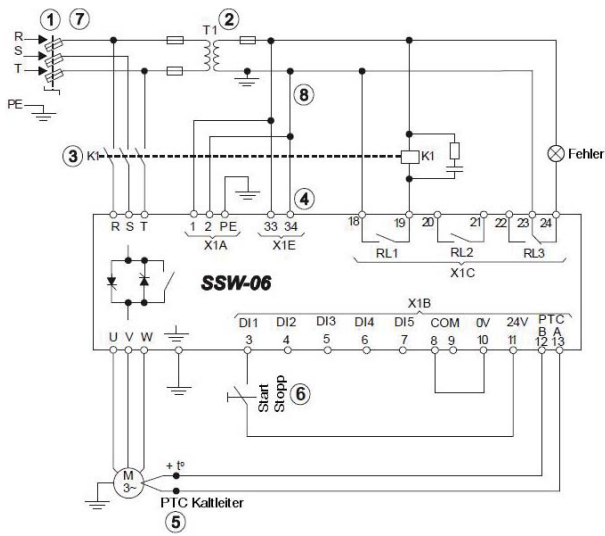 1 7 T1 2
R
S
T
8
PE
3 K1 K1 Fehler
4
R S T 1 2 PE 33 34 18 19 20 21 22 23 24
X1A X1E RL1 RL2 RL3
X1C
SSW-06
X1B
DI1 DI2 DI3 DI4 DI5 COM 0V 24V PTC
B A
3 4 5 6 7 8 9 10 11 12 13
U V W
Start
Stopp
6
M
3~
+ tº
PTC Kaltleiter
5